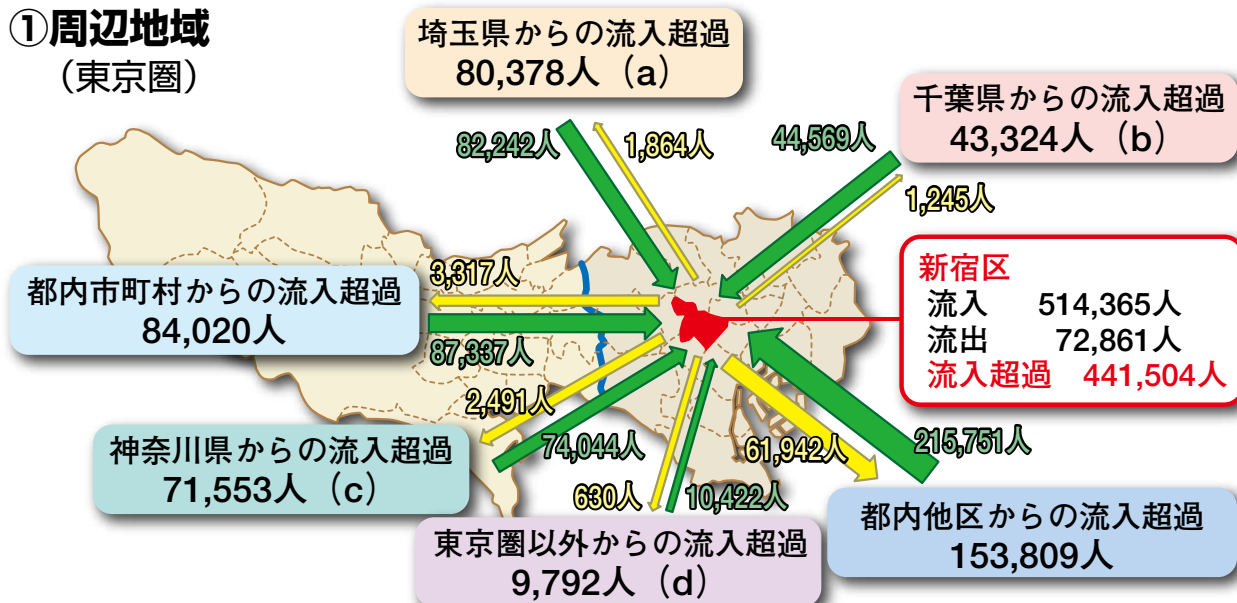 ①周辺地域
（東京圏）
埼玉県からの流入超過
80,378人（a）
千葉県からの流入超過
43,324人（b）
82,242人
1,864人
44,569人
1,245人
新宿区
流入 514,365人
流出 72,861人
流入超過 441,504人
都内市町村からの流入超過
84,020人
3,317人
87,337人
2,491人
74,044人
神奈川県からの流入超過
71,553人（c）
630人
10,422人
61,942人
215,751人
東京圏以外からの流入超過
9,792人（d）
都内他区からの流入超過
153,809人